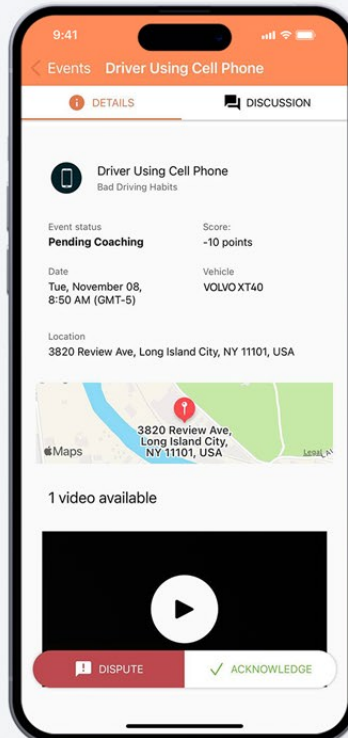 9:41
Events Driver Using Cell Phone
DETAILS
DISCUSSION
Driver Using Cell Phone
Bad Driving Habits
Event status
Pending Coaching
Score:
-10 points
Date
Tue, November 08,
8:50 AM (GMT-5)
Vehicle
VOLVO XT40
Location
3820 Review Ave, Long Island City, NY 11101, USA
3820 Review Ave,
Long Island City,
NY 11101, USA
Maps
1 video available
DISPUTE
ACKNOWLEDGE